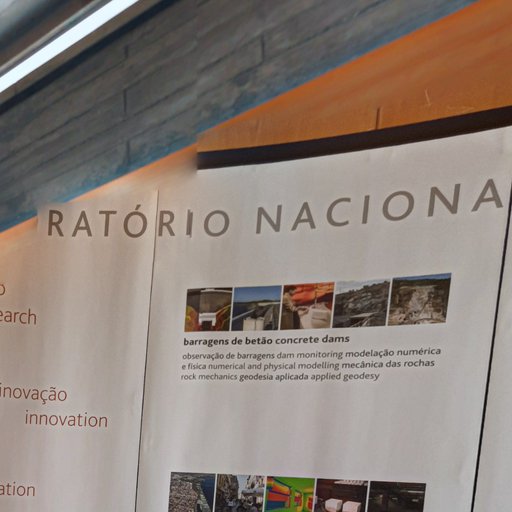 RATÓRIO NACIONA
o
earch
barragens de betão concrete dams
observação de barragens dam monitoring modelação numérica
e física numerical and physical modelling mecânica das rochas
rock mechanics geodesia aplicada applied geodesy
inovação
innovation
ation